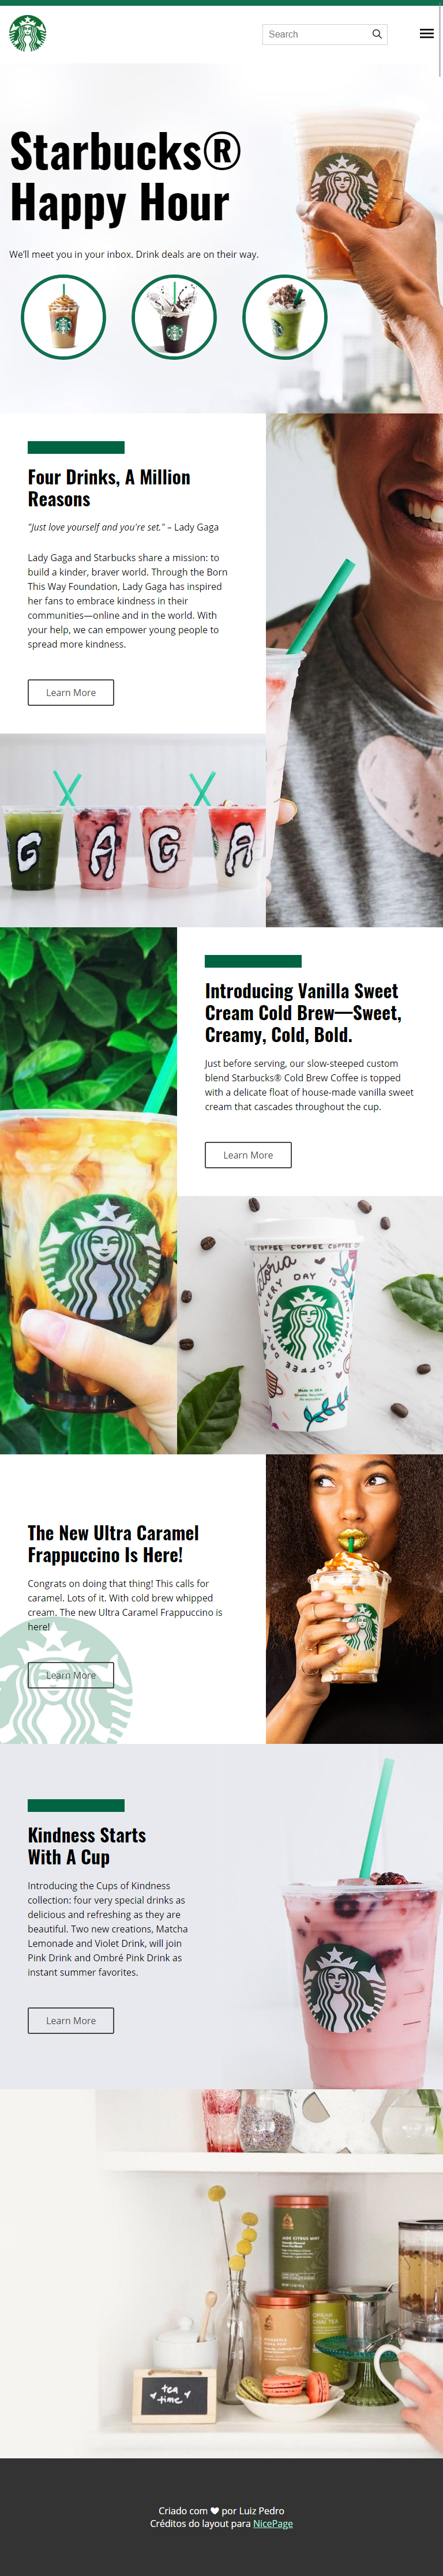 Search
Starbucks®
Happy Hour
We'll meet you in your inbox. Drink deals are on their way.
Four Drinks, A Million
Reasons
"Just love yourself and you're set." – Lady Gaga
Lady Gaga and Starbucks share a mission: to
build a kinder, braver world. Through the Born
This Way Foundation, Lady Gaga has inspired
her fans to embrace kindness in their
communities—online and in the world. With
your help, we can empower young people to
spread more kindness.
Learn More
G A G A
Introducing Vanilla Sweet
Cream Cold Brew—Sweet,
Creamy, Cold, Bold.
Just before serving, our slow-steeped custom
blend Starbucks® Cold Brew Coffee is topped
with a delicate float of house-made vanilla sweet
cream that cascades throughout the cup.
Learn More
COFFEE COFFEE COFFEE
EVERY DAY IS
COFFEE
The New Ultra Caramel
Frappuccino Is Here!
Congrats on doing that thing! This calls for
caramel. Lots of it. With cold brew whipped
cream. The new Ultra Caramel Frappuccino is
here!
Learn More
Kindness Starts
With A Cup
Introducing the Cups of Kindness
collection: four very special drinks as
delicious and refreshing as they are
beautiful. Two new creations, Matcha
Lemonade and Violet Drink, will join
Pink Drink and Ombré Pink Drink as
instant summer favorites.
Learn More
JADE CITRUS MINT
CHAI TEA
tea
time
Criado com ♥ por Luiz Pedro
Créditos do layout para NicePage